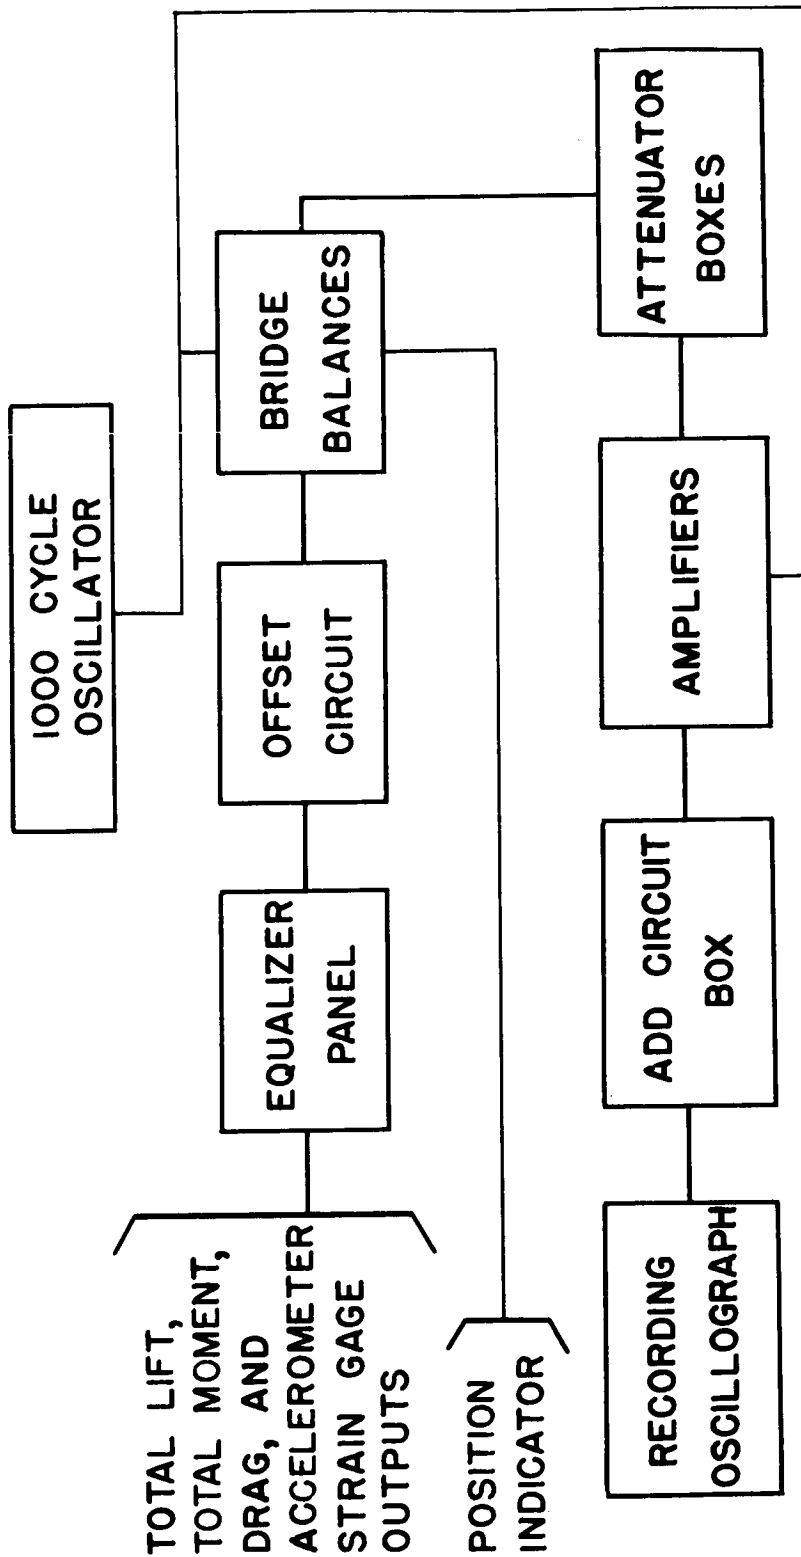 1000 CYCLE
OSCILLATOR
TOTAL LIFT,
TOTAL MOMENT,
DRAG, AND
ACCELEROMETER
STRAIN GAGE
OUTPUTS
EQUALIZER
PANEL
OFFSET
CIRCUIT
BRIDGE
BALANCES
POSITION
INDICATOR
RECORDING
OSCILLOGRAPH
ADD CIRCUIT
BOX
AMPLIFIERS
ATTENUATOR
BOXES